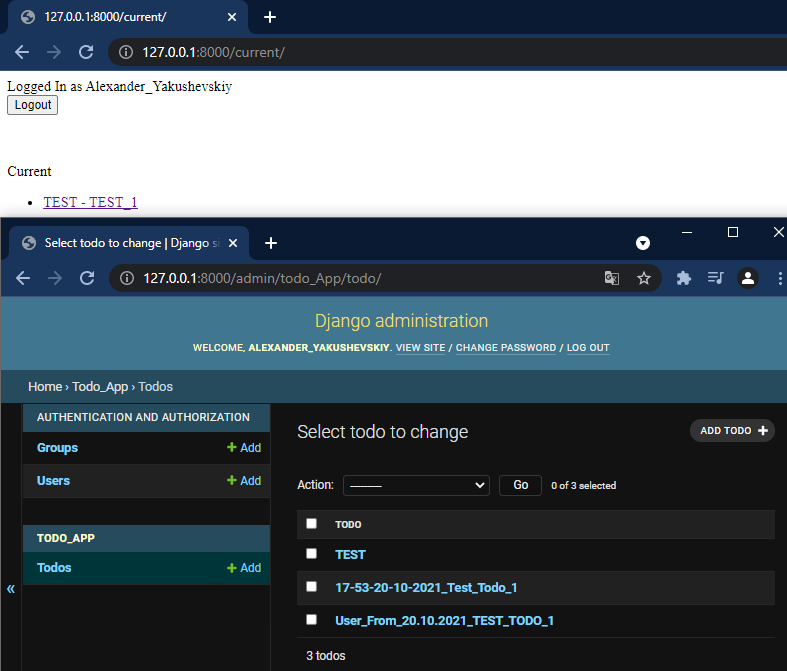 127.0.0.1:8000/current/
127.0.0.1:8000/current/
Logged In as Alexander_Yakushevskiy
Logout
Current
TEST - TEST_1
Select todo to change | Django si
127.0.0.1:8000/admin/todo_App/todo/
Django administration
WELCOME, ALEXANDER_YAKUSHEVSKIY. VIEW SITE / CHANGE PASSWORD / LOG OUT
Home › Todo_App › Todos
AUTHENTICATION AND AUTHORIZATION
Groups + Add
Users + Add
TODO_APP
Todos + Add
«
Select todo to change
ADD TODO +
Action: --------- Go 0 of 3 selected
TODO
TEST
17-53-20-10-2021_Test_Todo_1
User_From_20.10.2021_TEST_TODO_1
3 todos